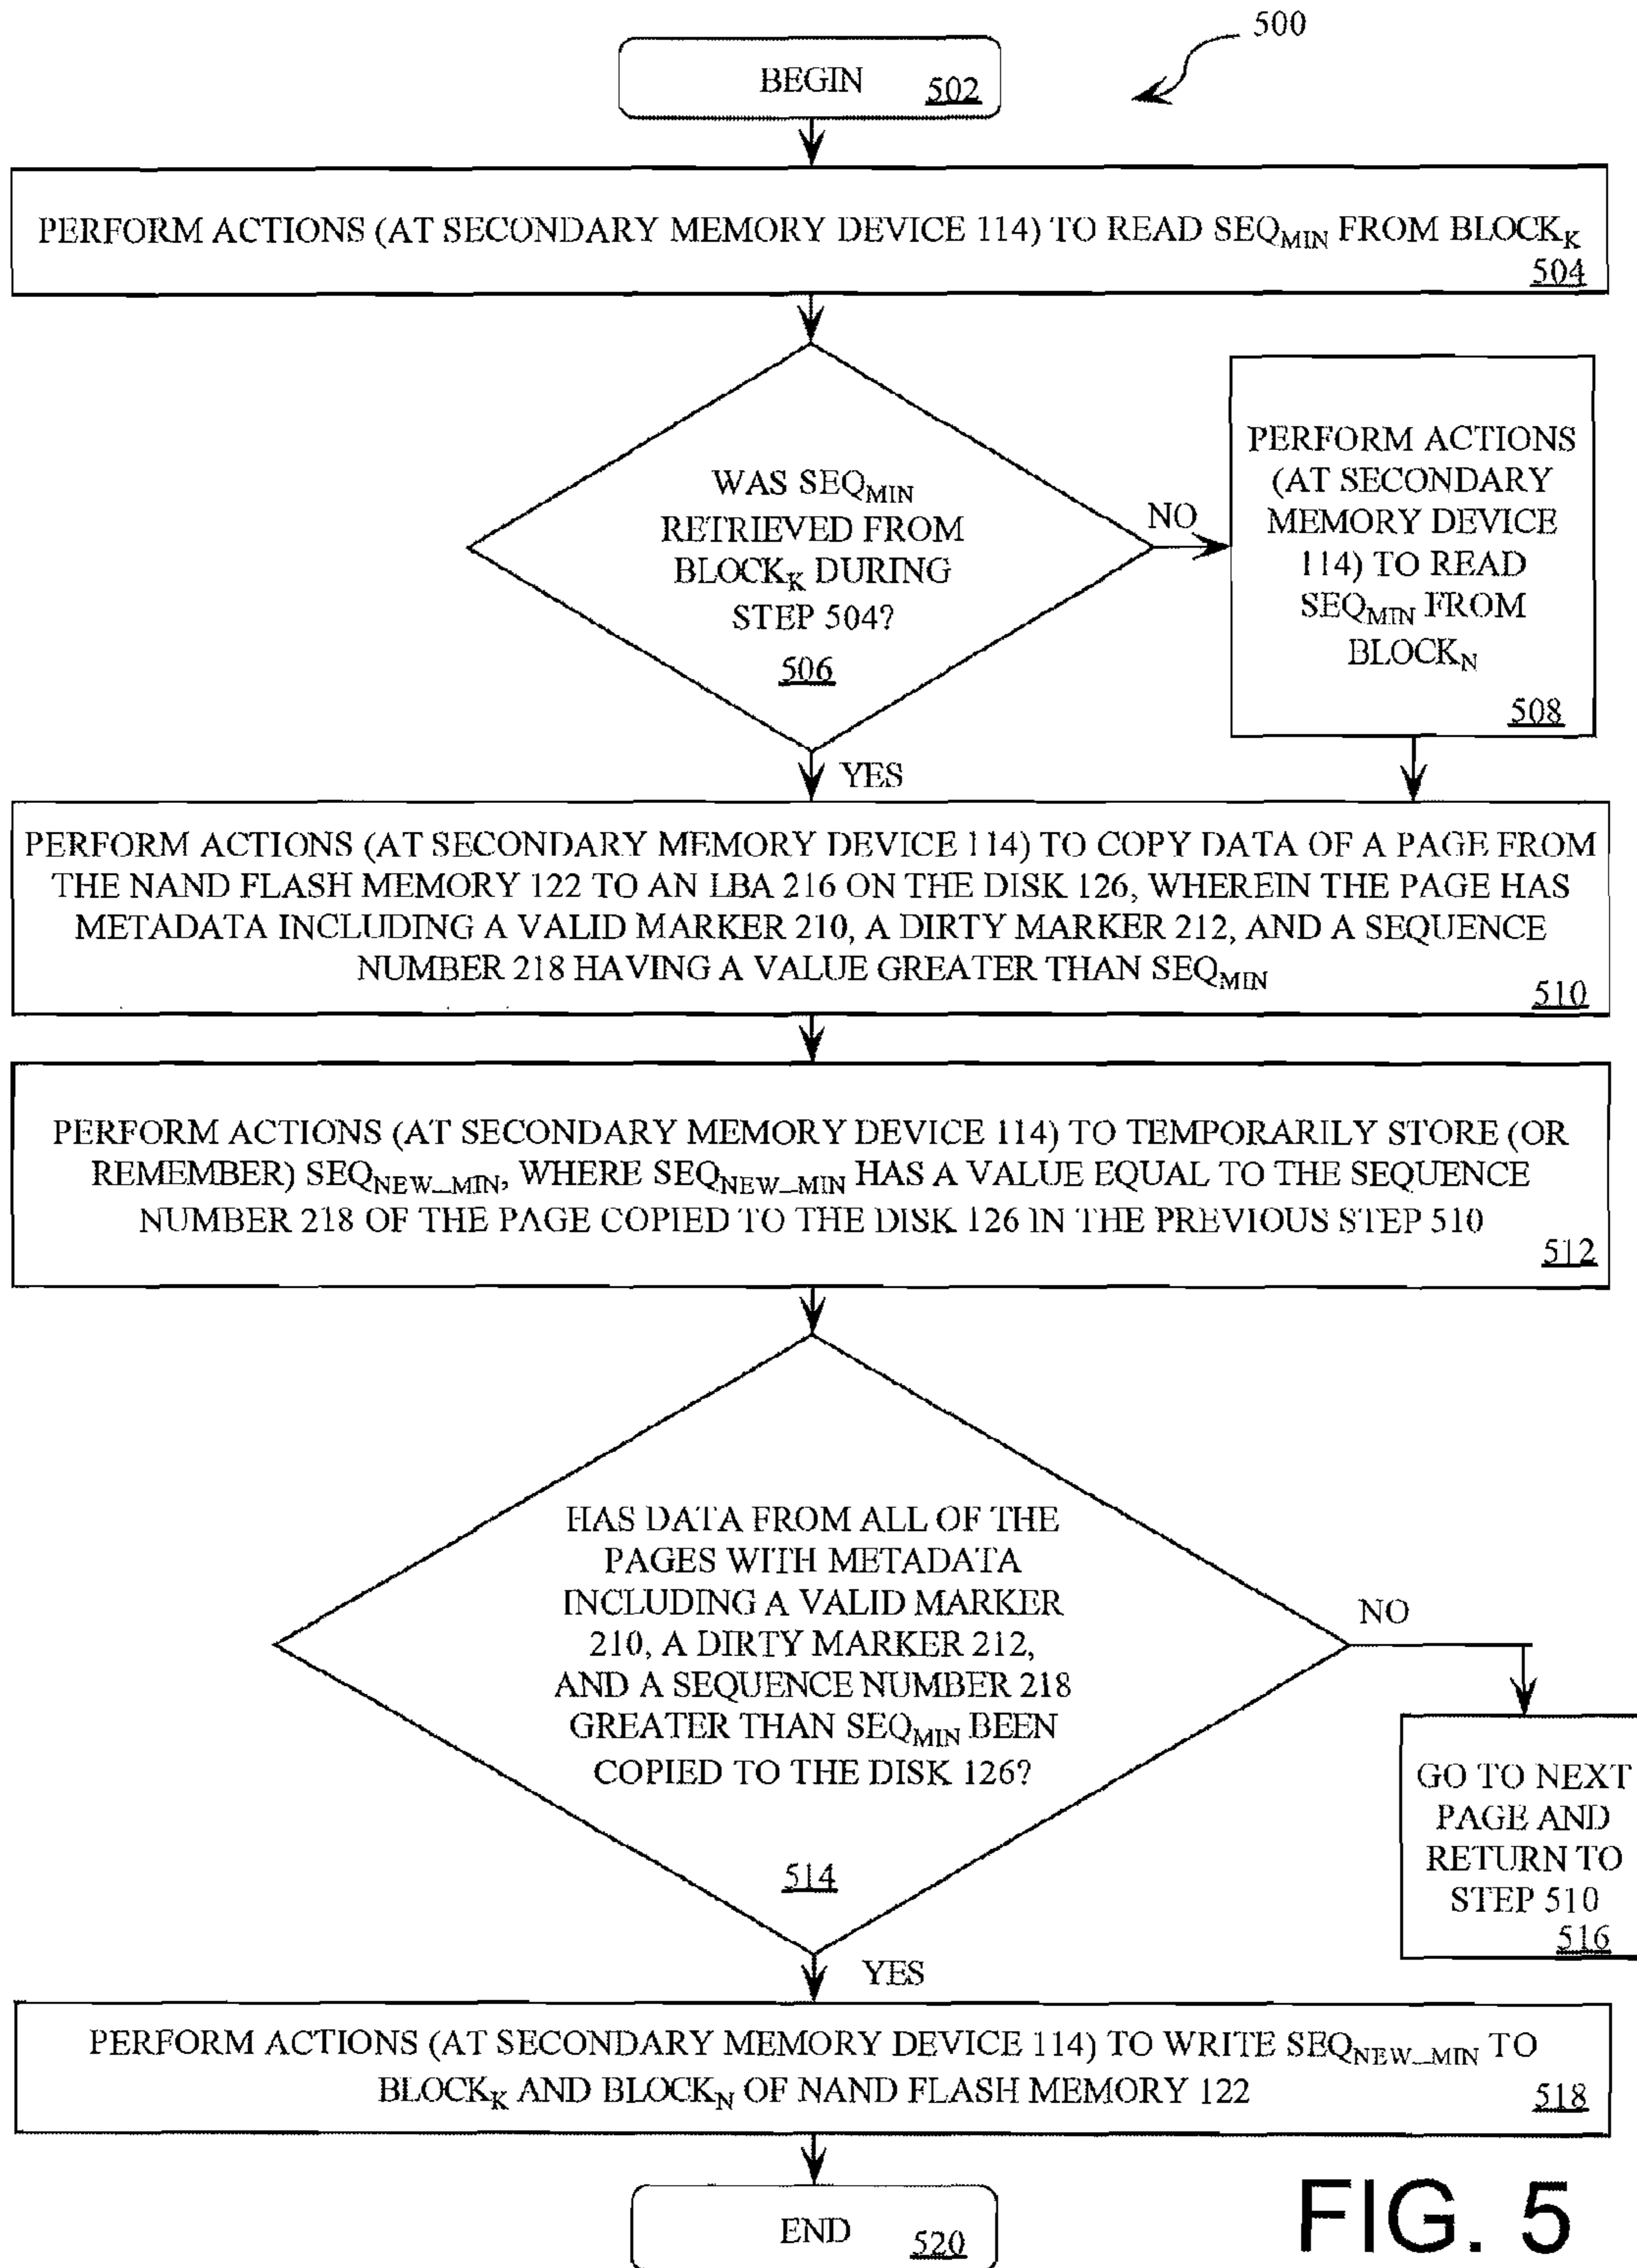 500
BEGIN 502
PERFORM ACTIONS (AT SECONDARY MEMORY DEVICE 114) TO READ SEQMIN FROM BLOCKK
504
WAS SEQMIN
RETRIEVED FROM
BLOCKK DURING
STEP 504?
506
NO
PERFORM ACTIONS
(AT SECONDARY
MEMORY DEVICE
114) TO READ
SEQMIN FROM
BLOCKN
508
YES
PERFORM ACTIONS (AT SECONDARY MEMORY DEVICE 114) TO COPY DATA OF A PAGE FROM
THE NAND FLASH MEMORY 122 TO AN LBA 216 ON THE DISK 126, WHEREIN THE PAGE HAS
METADATA INCLUDING A VALID MARKER 210, A DIRTY MARKER 212, AND A SEQUENCE
NUMBER 218 HAVING A VALUE GREATER THAN SEQMIN
510
PERFORM ACTIONS (AT SECONDARY MEMORY DEVICE 114) TO TEMPORARILY STORE (OR
REMEMBER) SEQNEW_MIN, WHERE SEQNEW_MIN HAS A VALUE EQUAL TO THE SEQUENCE
NUMBER 218 OF THE PAGE COPIED TO THE DISK 126 IN THE PREVIOUS STEP 510
512
HAS DATA FROM ALL OF THE
PAGES WITH METADATA
INCLUDING A VALID MARKER
210, A DIRTY MARKER 212,
AND A SEQUENCE NUMBER 218
GREATER THAN SEQMIN BEEN
COPIED TO THE DISK 126?
514
NO
GO TO NEXT
PAGE AND
RETURN TO
STEP 510
516
YES
PERFORM ACTIONS (AT SECONDARY MEMORY DEVICE 114) TO WRITE SEQNEW_MIN TO
BLOCKK AND BLOCKN OF NAND FLASH MEMORY 122
518
END 520
FIG. 5